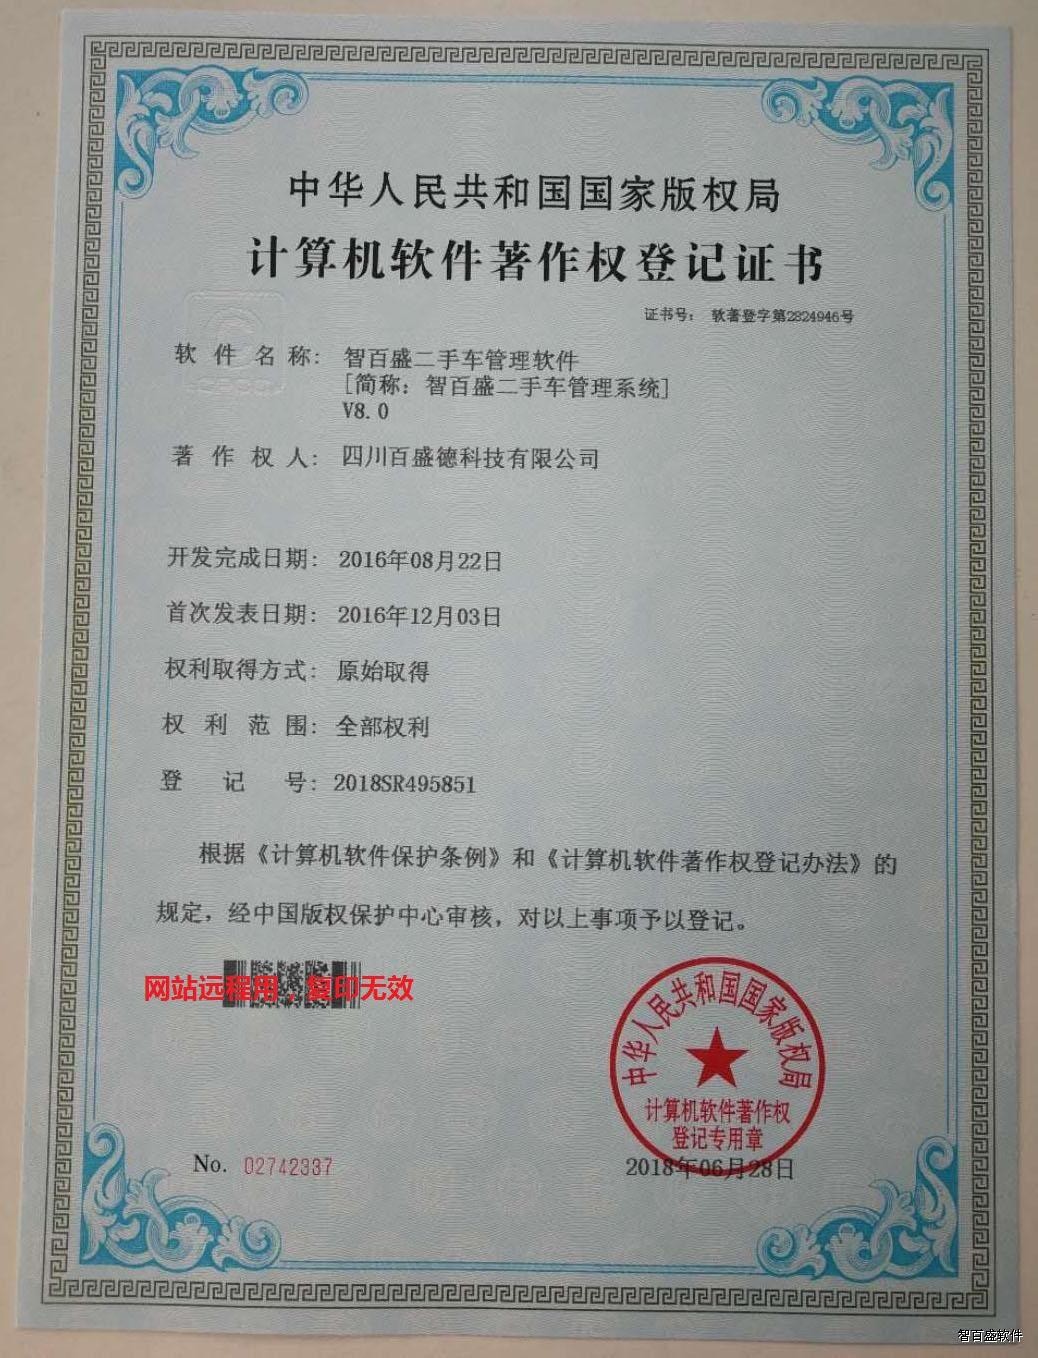 中华人民共和国国家版权局
计算机软件著作权登记证书
证书号： 软著登字第2824946号
软件名称： 智百盛二手车管理软件
[简称：智百盛二手车管理系统]
V8.0
著作权人： 四川百盛德科技有限公司
开发完成日期： 2016年08月22日
首次发表日期： 2016年12月03日
权利取得方式： 原始取得
权利范围： 全部权利
登记号： 2018SR495851
根据《计算机软件保护条例》和《计算机软件著作权登记办法》的
规定，经中国版权保护中心审核，对以上事项予以登记。
网站远程用，复印无效
中华人民共和国国家版权局
计算机软件著作权
登记专用章
No. 02742337
2018年06月28日
智百盛软件